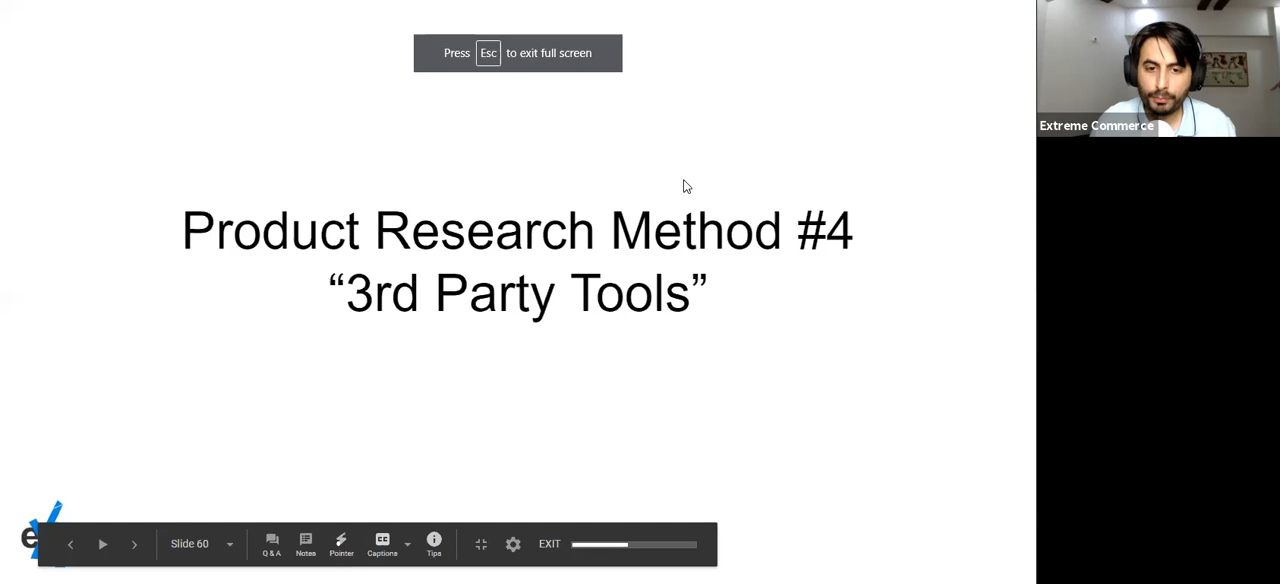 Press Esc to exit full screen
Extreme Commerce
Product Research Method #4
“3rd Party Tools”
e
Slide 60
Q & A
Notes
Pointer
Captions
Tips
EXIT